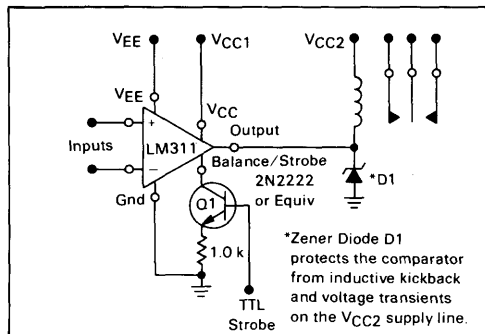 VEE
VCC1
VCC2
VEE
VCC
Inputs
+
−
LM311
Output
Balance/Strobe
2N2222
or Equiv
Gnd
Q1
*D1
1.0 k
TTL
Strobe
*Zener Diode D1
protects the comparator
from inductive kickback
and voltage transients
on the VCC2 supply line.